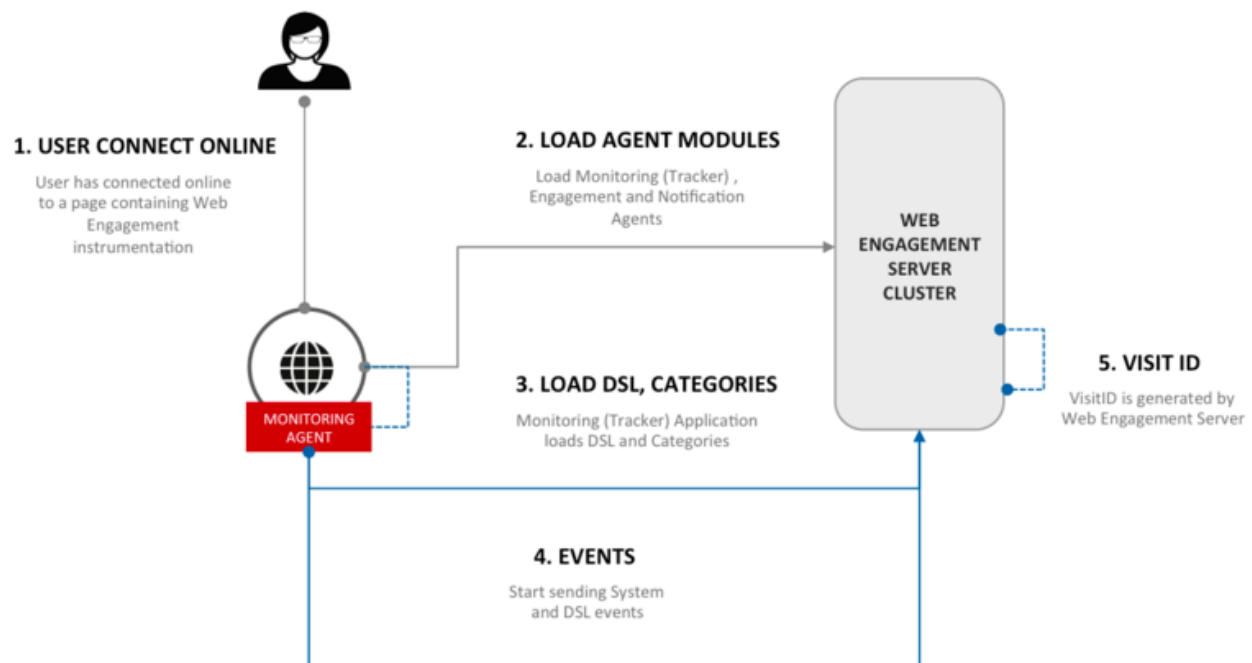 1. USER CONNECT ONLINE
User has connected online
to a page containing Web
Engagement
instrumentation
2. LOAD AGENT MODULES
Load Monitoring (Tracker) ,
Engagement and Notification
Agents
WEB
ENGAGEMENT
SERVER
CLUSTER
MONITORING
AGENT
3. LOAD DSL, CATEGORIES
Monitoring (Tracker) Application
loads DSL and Categories
5. VISIT ID
VisitID is generated by
Web Engagement Server
4. EVENTS
Start sending System
and DSL events